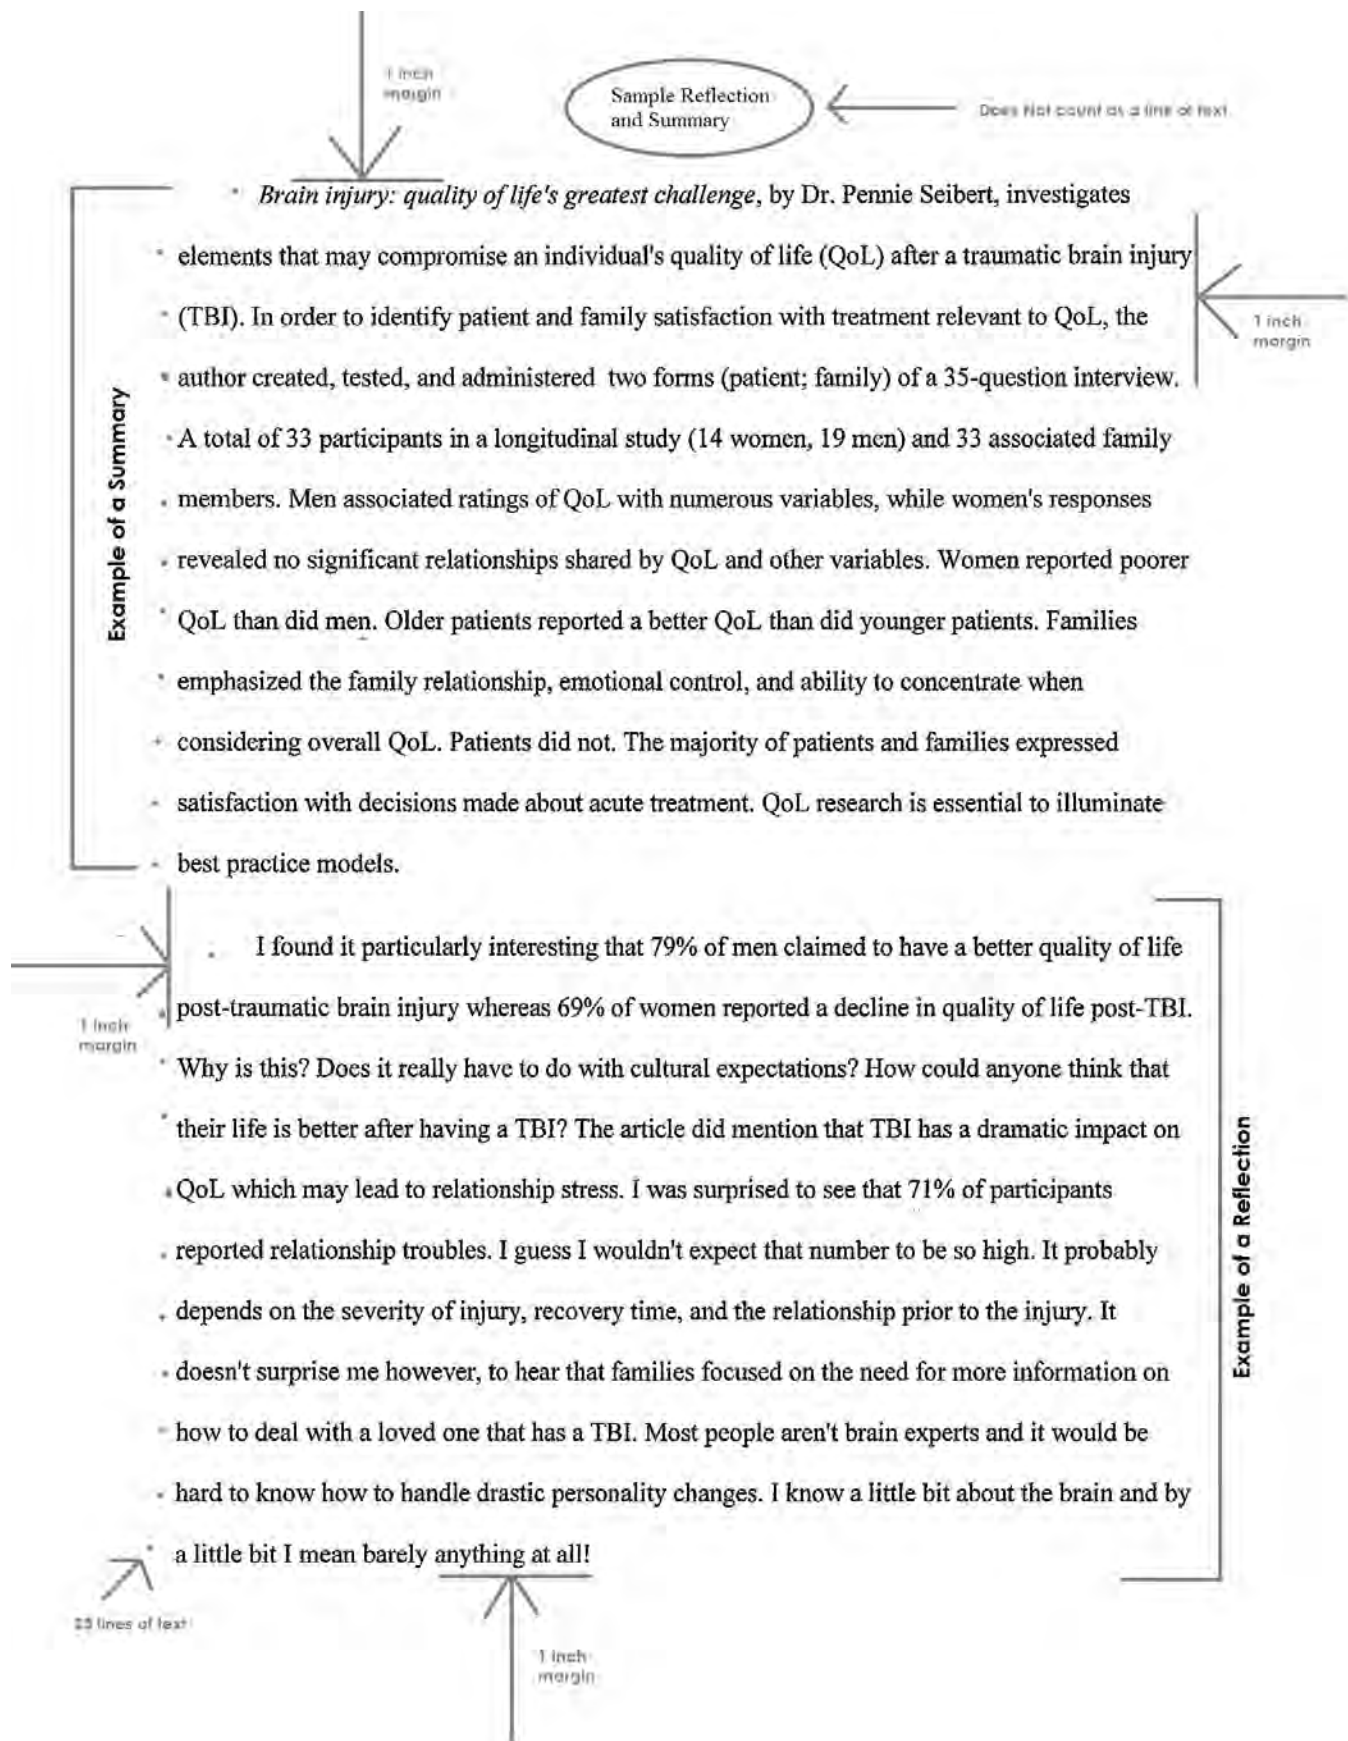 1 inch
margin
Sample Reflection
and Summary
Does Not count as a line of text
Brain injury: quality of life's greatest challenge, by Dr. Pennie Seibert, investigates
elements that may compromise an individual's quality of life (QoL) after a traumatic brain injury
(TBI). In order to identify patient and family satisfaction with treatment relevant to QoL, the
1 inch
margin
author created, tested, and administered two forms (patient; family) of a 35-question interview.
A total of 33 participants in a longitudinal study (14 women, 19 men) and 33 associated family
members. Men associated ratings of QoL with numerous variables, while women's responses
revealed no significant relationships shared by QoL and other variables. Women reported poorer
QoL than did men. Older patients reported a better QoL than did younger patients. Families
emphasized the family relationship, emotional control, and ability to concentrate when
considering overall QoL. Patients did not. The majority of patients and families expressed
satisfaction with decisions made about acute treatment. QoL research is essential to illuminate
best practice models.
Example of a Summary
I found it particularly interesting that 79% of men claimed to have a better quality of life
post-traumatic brain injury whereas 69% of women reported a decline in quality of life post-TBI.
1 inch
margin
Why is this? Does it really have to do with cultural expectations? How could anyone think that
their life is better after having a TBI? The article did mention that TBI has a dramatic impact on
QoL which may lead to relationship stress. I was surprised to see that 71% of participants
reported relationship troubles. I guess I wouldn't expect that number to be so high. It probably
depends on the severity of injury, recovery time, and the relationship prior to the injury. It
doesn't surprise me however, to hear that families focused on the need for more information on
how to deal with a loved one that has a TBI. Most people aren't brain experts and it would be
hard to know how to handle drastic personality changes. I know a little bit about the brain and by
a little bit I mean barely anything at all!
Example of a Reflection
23 lines of text
1 inch
margin